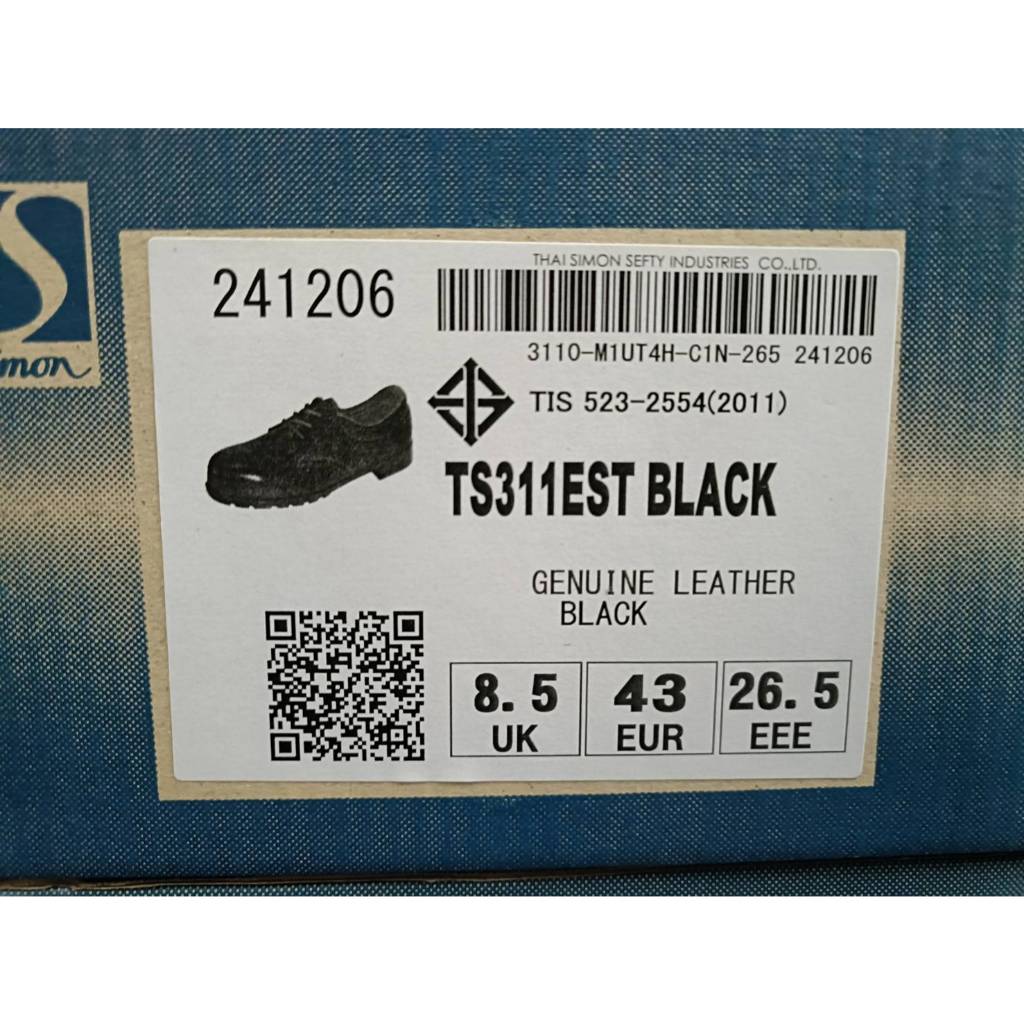 241206
THAI SIMON SEFTY INDUSTRIES CO.,LTD.
3110-M1UT4H-C1N-265 241206
TIS 523-2554(2011)
TS311EST BLACK
GENUINE LEATHER
BLACK
8.5 43 26.5
UK EUR EEE